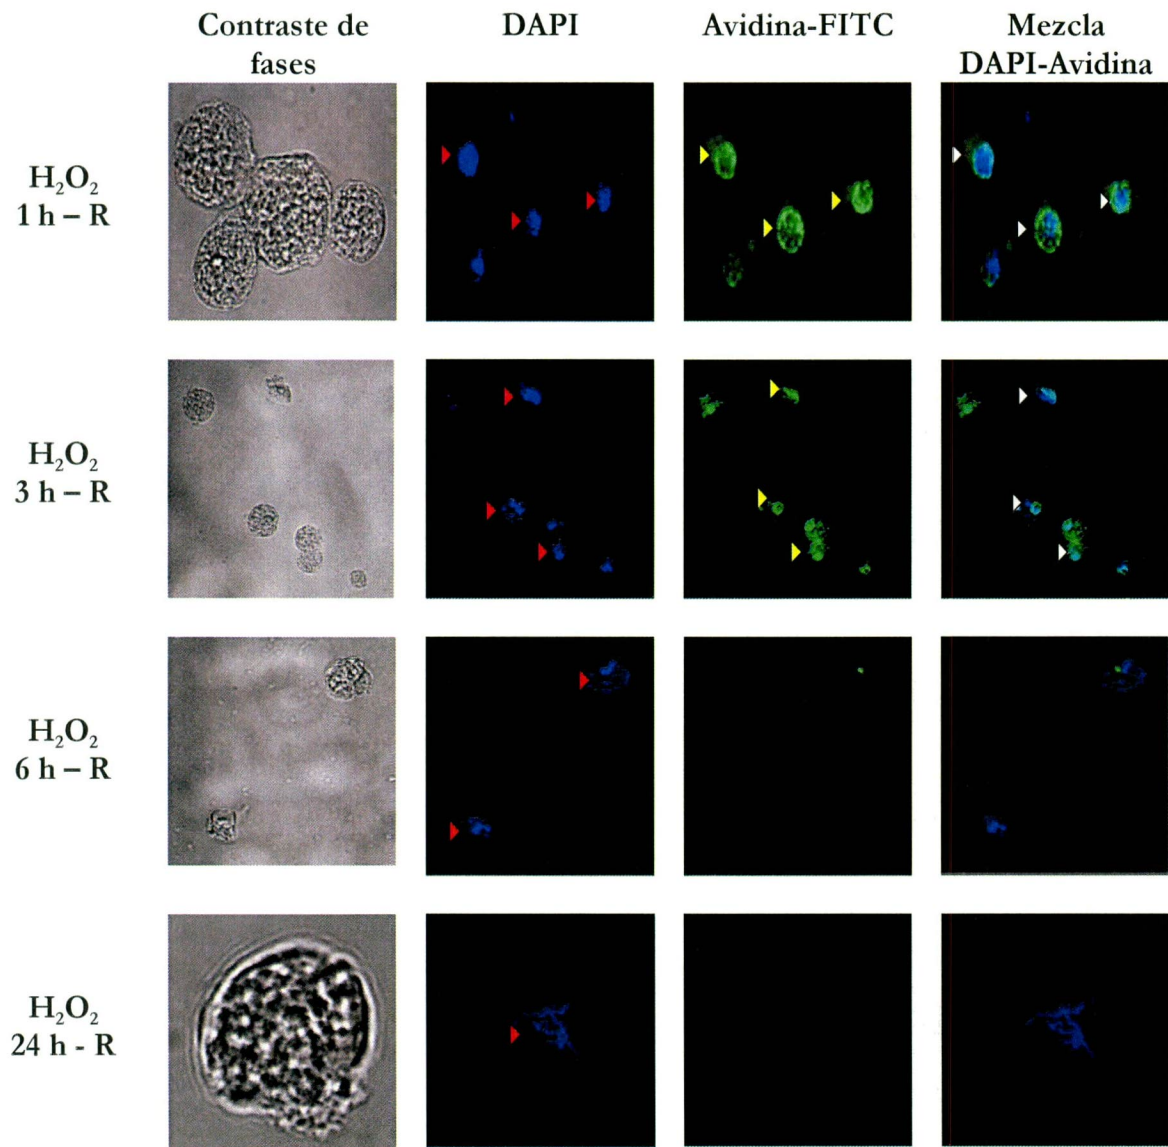 Contraste de
fases
DAPI
Avidina-FITC
Mezcla
DAPI-Avidina
H₂O₂
1 h – R
H₂O₂
3 h – R
H₂O₂
6 h – R
H₂O₂
24 h - R